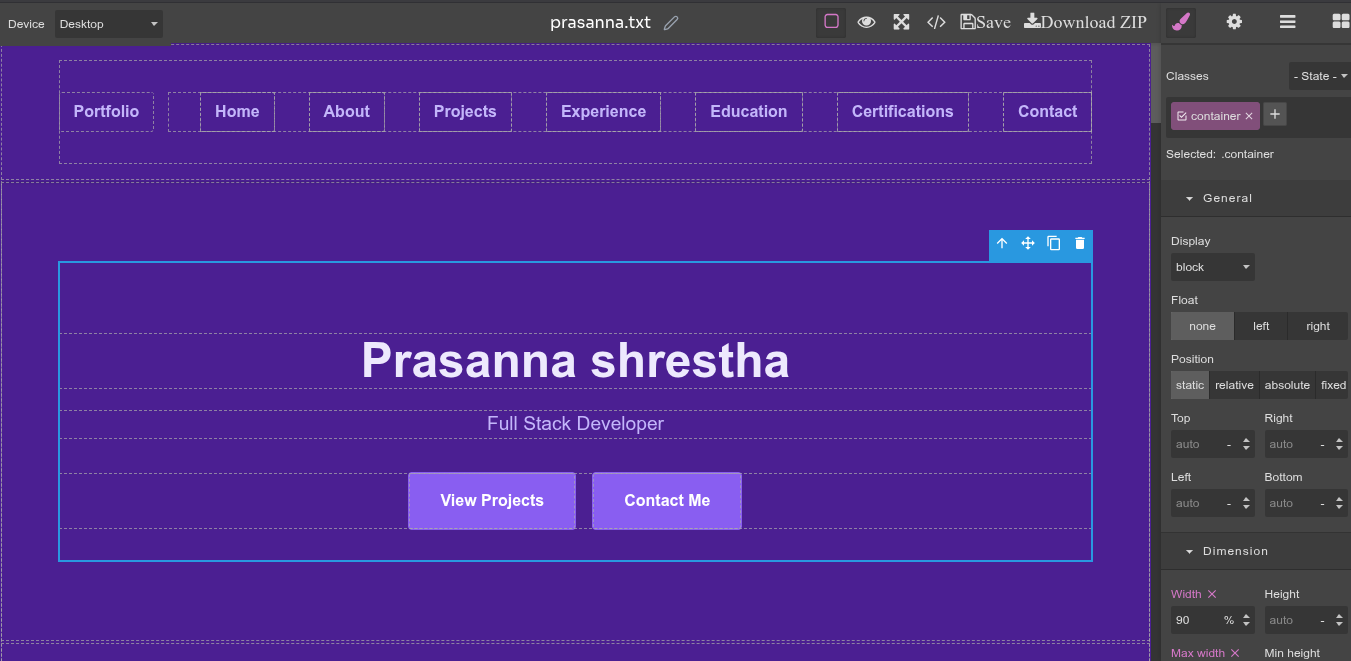 Device Desktop prasanna.txt </> Save Download ZIP
Portfolio Home About Projects Experience Education Certifications Contact
Prasanna shrestha
Full Stack Developer
View Projects Contact Me
Classes - State -
container × +
Selected: .container
General
Display
block
Float
none left right
Position
static relative absolute fixed
Top Right
auto - auto -
Left Bottom
auto - auto -
Dimension
Width × Height
90 % auto -
Max width × Min height